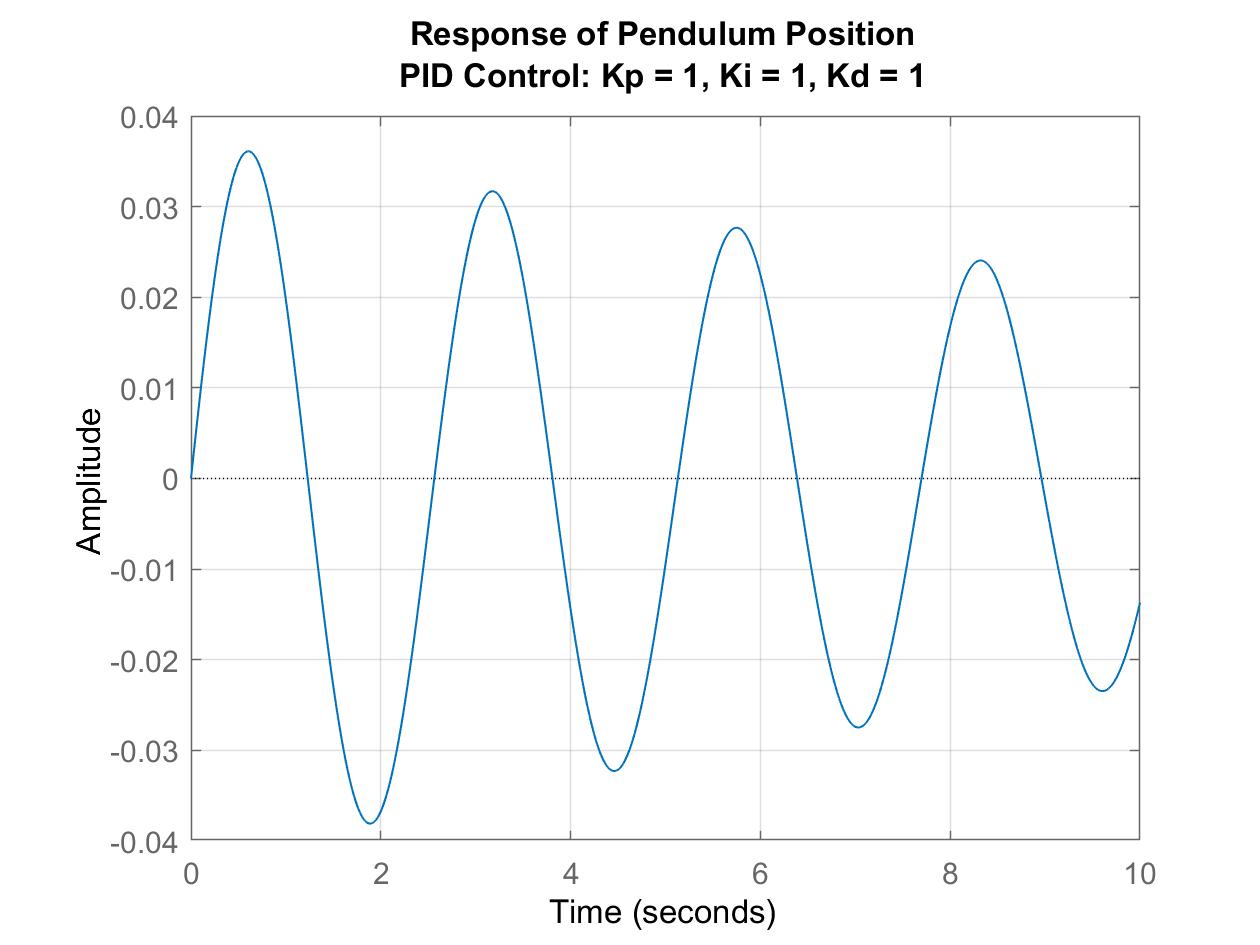 Response of Pendulum Position
PID Control: Kp = 1, Ki = 1, Kd = 1
0.04
0.03
0.02
0.01
0
-0.01
-0.02
-0.03
-0.04
Amplitude
0 2 4 6 8 10
Time (seconds)